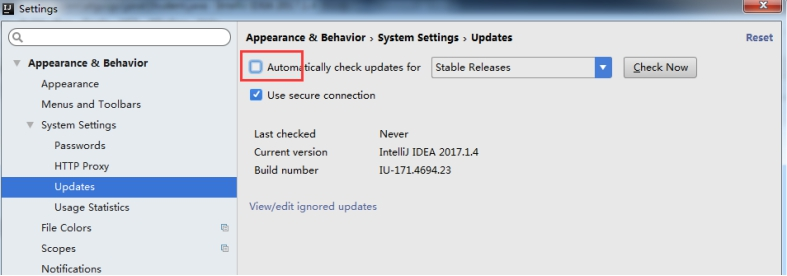 Settings
Appearance & Behavior › System Settings › Updates Reset
Appearance & Behavior
Appearance
Menus and Toolbars
System Settings
Passwords
HTTP Proxy
Updates
Usage Statistics
File Colors
Scopes
Notifications
Automatically check updates for Stable Releases Check Now
Use secure connection
Last checked Never
Current version IntelliJ IDEA 2017.1.4
Build number IU-171.4694.23
View/edit ignored updates